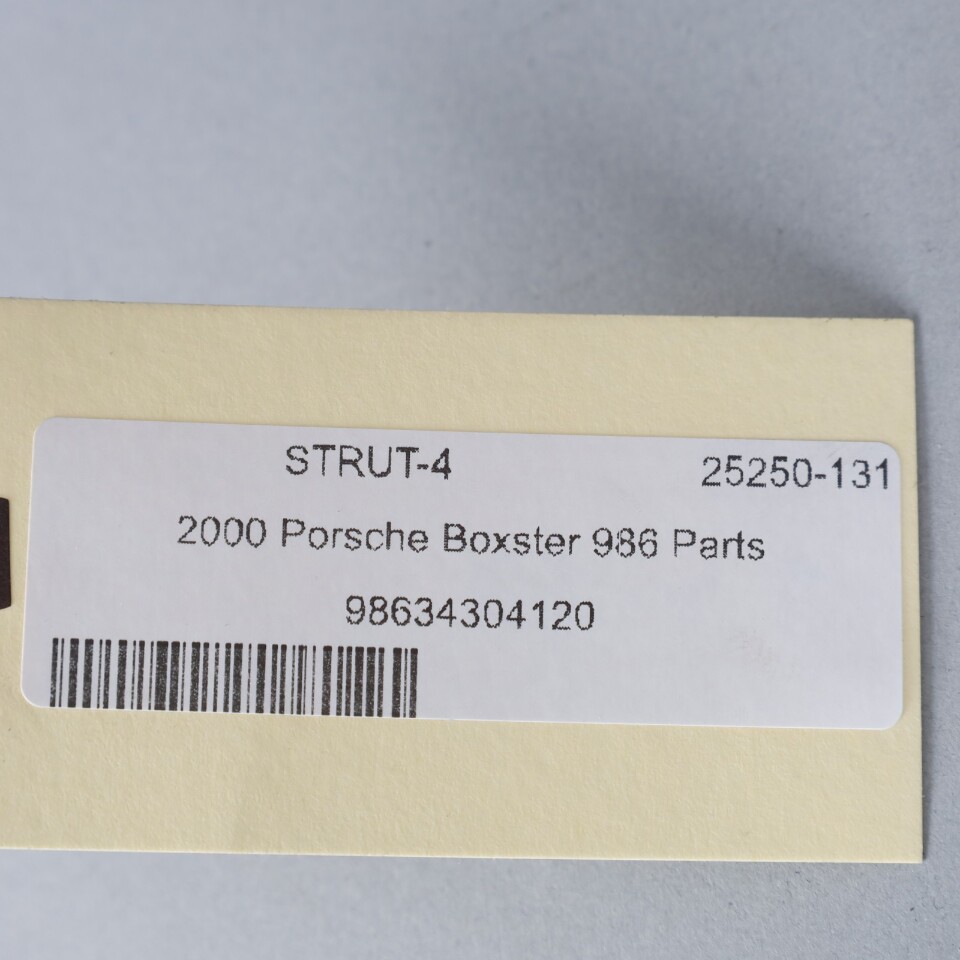 STRUT-4 25250-131
2000 Porsche Boxster 986 Parts
98634304120